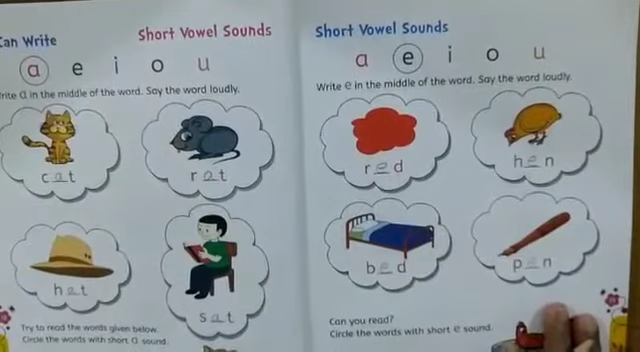 Can Write
Short Vowel Sounds
a e i o u
rite a in the middle of the word. Say the word loudly.
cat
rat
hat
sat
Try to read the words given below.
Circle the words with short a sound.
Short Vowel Sounds
a e i o u
Write e in the middle of the word. Say the word loudly.
red
hen
bed
pen
Can you read?
Circle the words with short e sound.